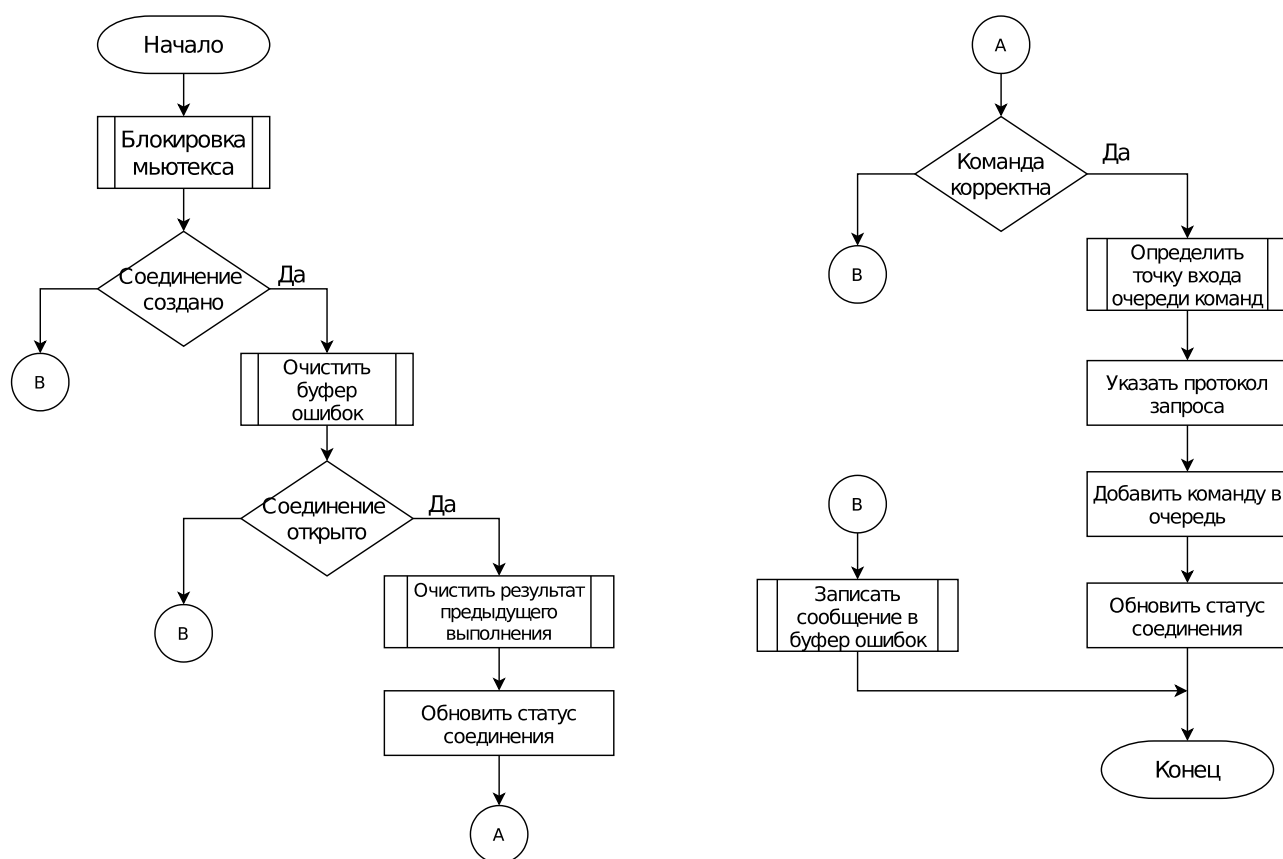 Начало
Блокировка
мьютекса
Соединение
создано
Да
В
Очистить
буфер
ошибок
Соединение
открыто
Да
В
Очистить результат
предыдущего
выполнения
Обновить статус
соединения
А
А
Команда
корректна
Да
В
Определить
точку входа
очереди команд
Указать протокол
запроса
Добавить команду в
очередь
Обновить статус
соединения
В
Записать
сообщение в
буфер ошибок
Конец